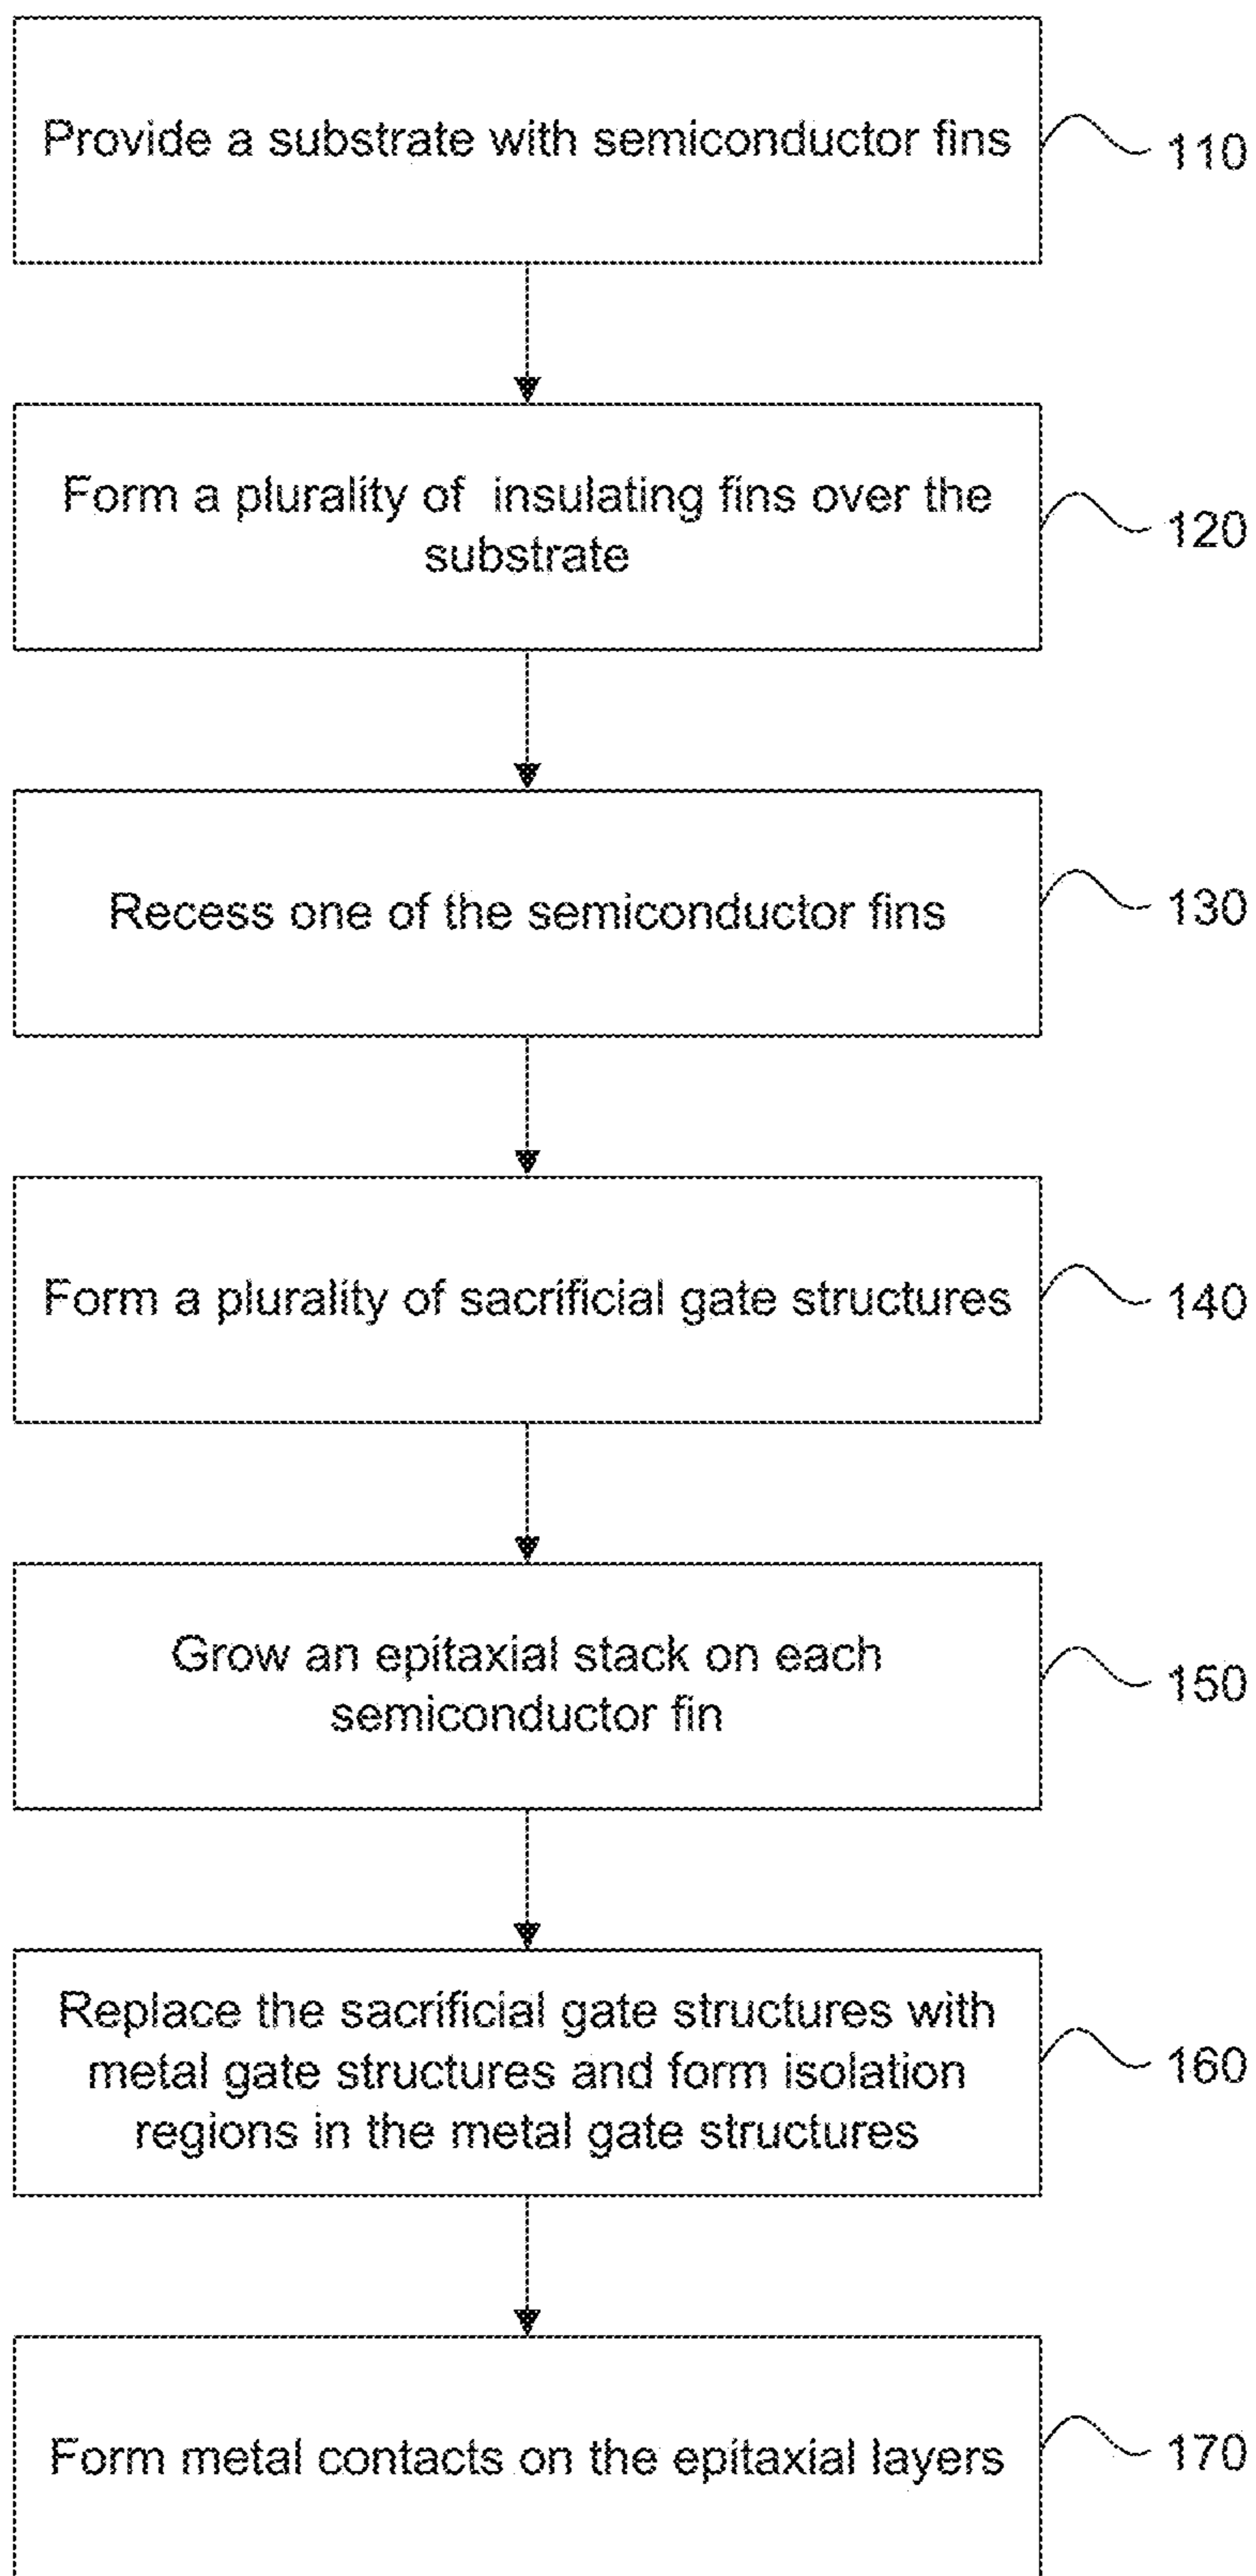 Provide a substrate with semiconductor fins
110
Form a plurality of insulating fins over the
substrate
120
Recess one of the semiconductor fins
130
Form a plurality of sacrificial gate structures
140
Grow an epitaxial stack on each
semiconductor fin
150
Replace the sacrificial gate structures with
metal gate structures and form isolation
regions in the metal gate structures
160
Form metal contacts on the epitaxial layers
170